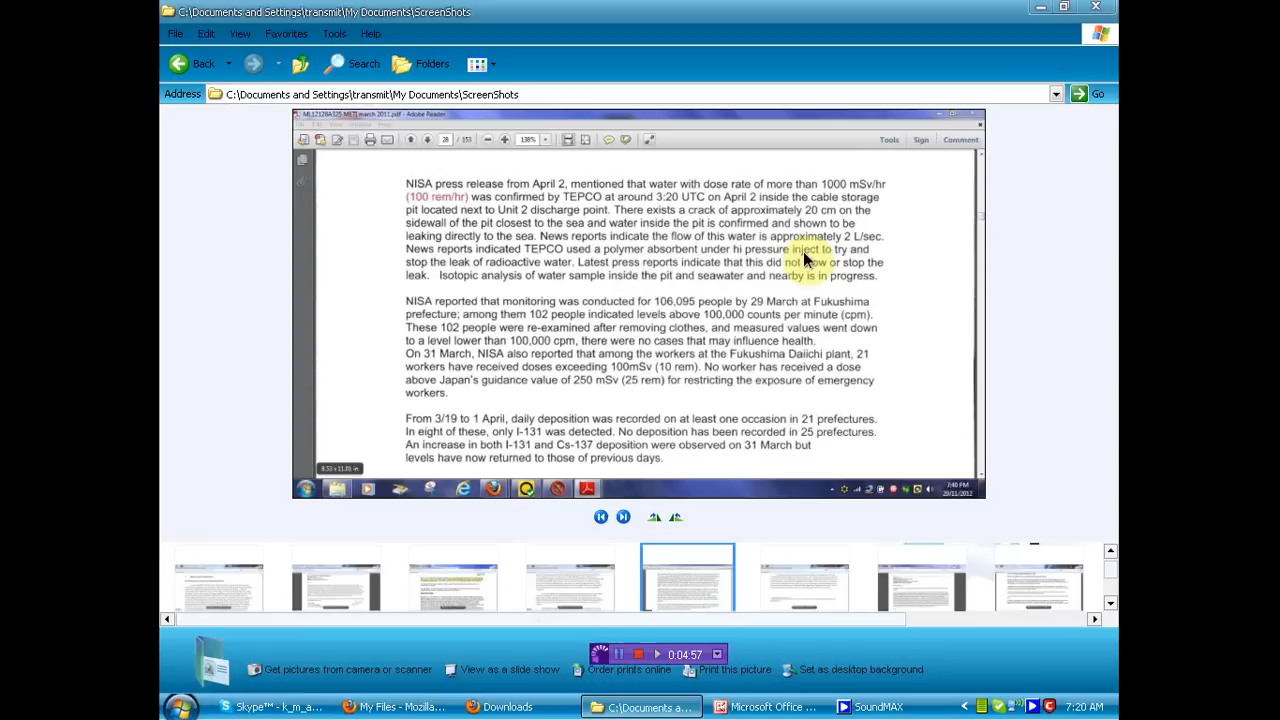 C:\Documents and Settings\transmit\My Documents\ScreenShots
File Edit View Favorites Tools Help
Back Search Folders
Address C:\Documents and Settings\transmit\My Documents\ScreenShots Go
ML12128A325 METI march 2011.pdf - Adobe Reader
28 / 153 138% Tools Sign Comment
NISA press release from April 2, mentioned that water with dose rate of more than 1000 mSv/hr
(100 rem/hr) was confirmed by TEPCO at around 3:20 UTC on April 2 inside the cable storage
pit located next to Unit 2 discharge point. There exists a crack of approximately 20 cm on the
sidewall of the pit closest to the sea and water inside the pit is confirmed and shown to be
leaking directly to the sea. News reports indicate the flow of this water is approximately 2 L/sec.
News reports indicated TEPCO used a polymer absorbent under hi pressure inject to try and
stop the leak of radioactive water. Latest press reports indicate that this did not slow or stop the
leak. Isotopic analysis of water sample inside the pit and seawater and nearby is in progress.
NISA reported that monitoring was conducted for 106,095 people by 29 March at Fukushima
prefecture; among them 102 people indicated levels above 100,000 counts per minute (cpm).
These 102 people were re-examined after removing clothes, and measured values went down
to a level lower than 100,000 cpm, there were no cases that may influence health.
On 31 March, NISA also reported that among the workers at the Fukushima Daiichi plant, 21
workers have received doses exceeding 100mSv (10 rem). No worker has received a dose
above Japan's guidance value of 250 mSv (25 rem) for restricting the exposure of emergency
workers.
From 3/19 to 1 April, daily deposition was recorded on at least one occasion in 21 prefectures.
In eight of these, only I-131 was detected. No deposition has been recorded in 25 prefectures.
An increase in both I-131 and Cs-137 deposition were observed on 31 March but
levels have now returned to those of previous days.
7:40 PM
20/11/2012
0:04:57
Get pictures from camera or scanner View as a slide show Order prints online Print this picture Set as desktop background
Skype™ - k_m_a... My Files - Mozilla... Downloads C:\Documents a... Microsoft Office ... SoundMAX 7:20 AM